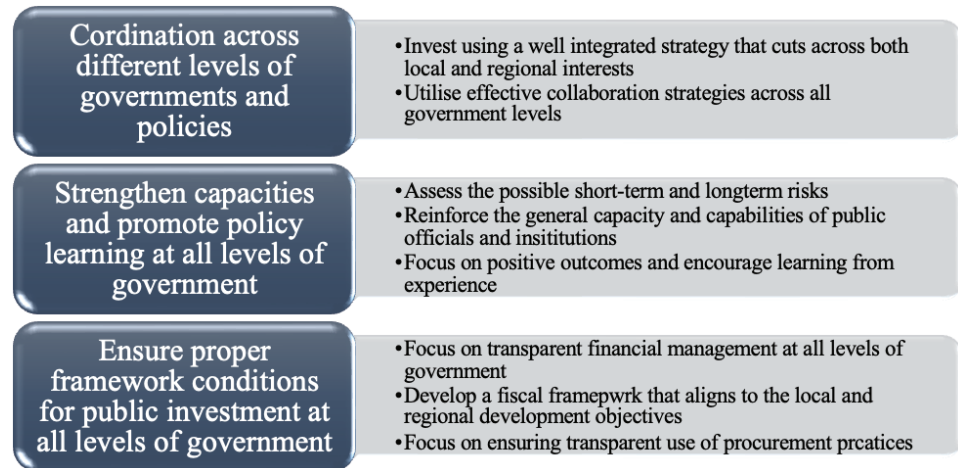 Cordination across
different levels of
governments and
policies
•Invest using a well integrated strategy that cuts across both
local and regional interests
•Utilise effective collaboration strategies across all
government levels
Strengthen capacities
and promote policy
learning at all levels of
government
•Assess the possible short-term and longterm risks
•Reinforce the general capacity and capabilities of public
officials and insititutions
•Focus on positive outcomes and encourage learning from
experience
Ensure proper
framework conditions
for public investment at
all levels of government
•Focus on transparent financial management at all levels of
government
•Develop a fiscal framepwrk that aligns to the local and
regional development objectives
•Focus on ensuring transparent use of procurement prcatices